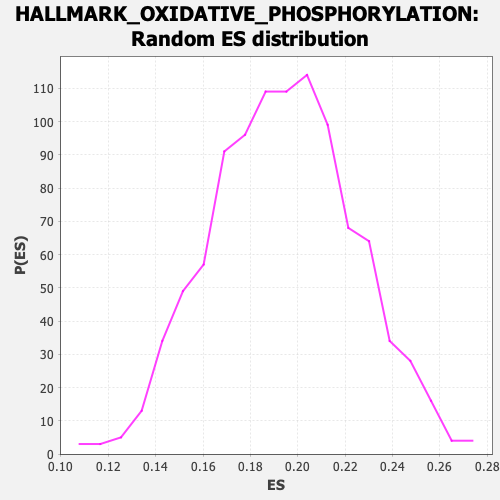 HALLMARK_OXIDATIVE_PHOSPHORYLATION:
Random ES distribution
P(ES)
110
100
90
80
70
60
50
40
30
20
10
0
0.10 0.12 0.14 0.16 0.18 0.20 0.22 0.24 0.26 0.28
ES